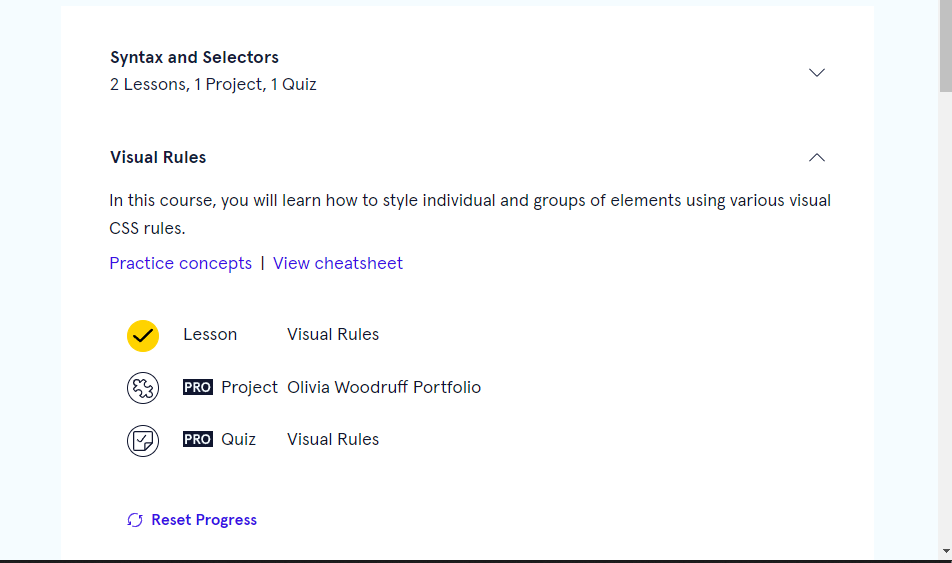 Syntax and Selectors
2 Lessons, 1 Project, 1 Quiz
Visual Rules
In this course, you will learn how to style individual and groups of elements using various visual
CSS rules.
Practice concepts | View cheatsheet
Lesson Visual Rules
PRO Project Olivia Woodruff Portfolio
PRO Quiz Visual Rules
Reset Progress